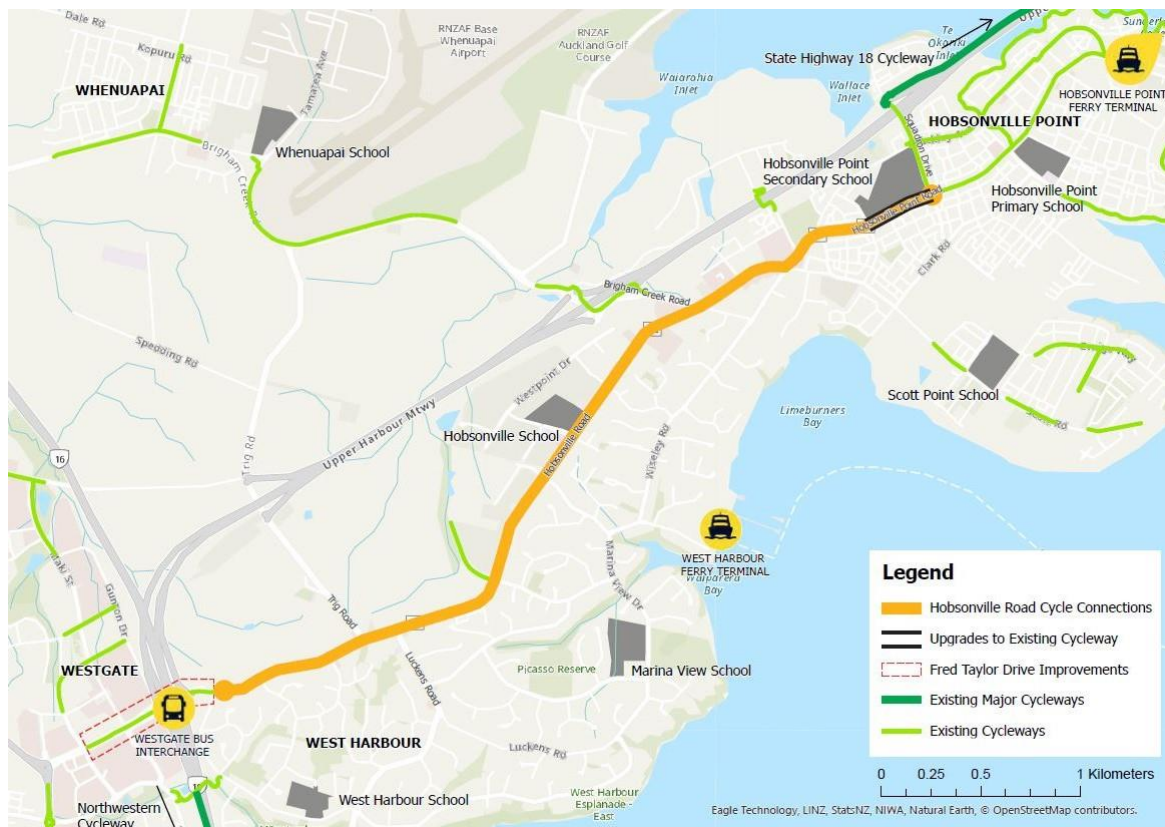 Dale Rd
Kopuru Rd
WHENUAPAI
Tamatea Ave
Whenuapai School
RNZAF Base
Whenuapai
Airport
RNZAF
Auckland Golf
Course
Waiarohia
Inlet
State Highway 18 Cycleway
Te
Okoriki
Inlet
Wallace
Inlet
HOBSONVILLE POINT
FERRY TERMINAL
HOBSONVILLE
POINT
Squadron Drive
Hobsonville Point
Secondary School
Hobsonville Point
Primary School
Hobsonville Point Road
Clark Rd
Brigham Creek Rd
Brigham Creek Road
Spedding Rd
Westpoint Dr
Scott Point School
Hobsonville School
Hobsonville Road
Limeburners
Bay
Upper Harbour Mtwy
Trig Rd
16
Wiseley Rd
WEST HARBOUR
FERRY TERMINAL
Waiparera
Bay
Marina View Dr
Gunton Dr
Trig Road
Luckens Road
Picasso Reserve
Marina View School
WESTGATE
WESTGATE BUS
INTERCHANGE
WEST HARBOUR
Luckens Rd
West Harbour School
West Harbour
Esplanade -
East
Northwestern
Cycleway
Legend
Hobsonville Road Cycle Connections
Upgrades to Existing Cycleway
Fred Taylor Drive Improvements
Existing Major Cycleways
Existing Cycleways
0 0.25 0.5 1 Kilometers
Eagle Technology, LINZ, StatsNZ, NIWA, Natural Earth, © OpenStreetMap contributors.